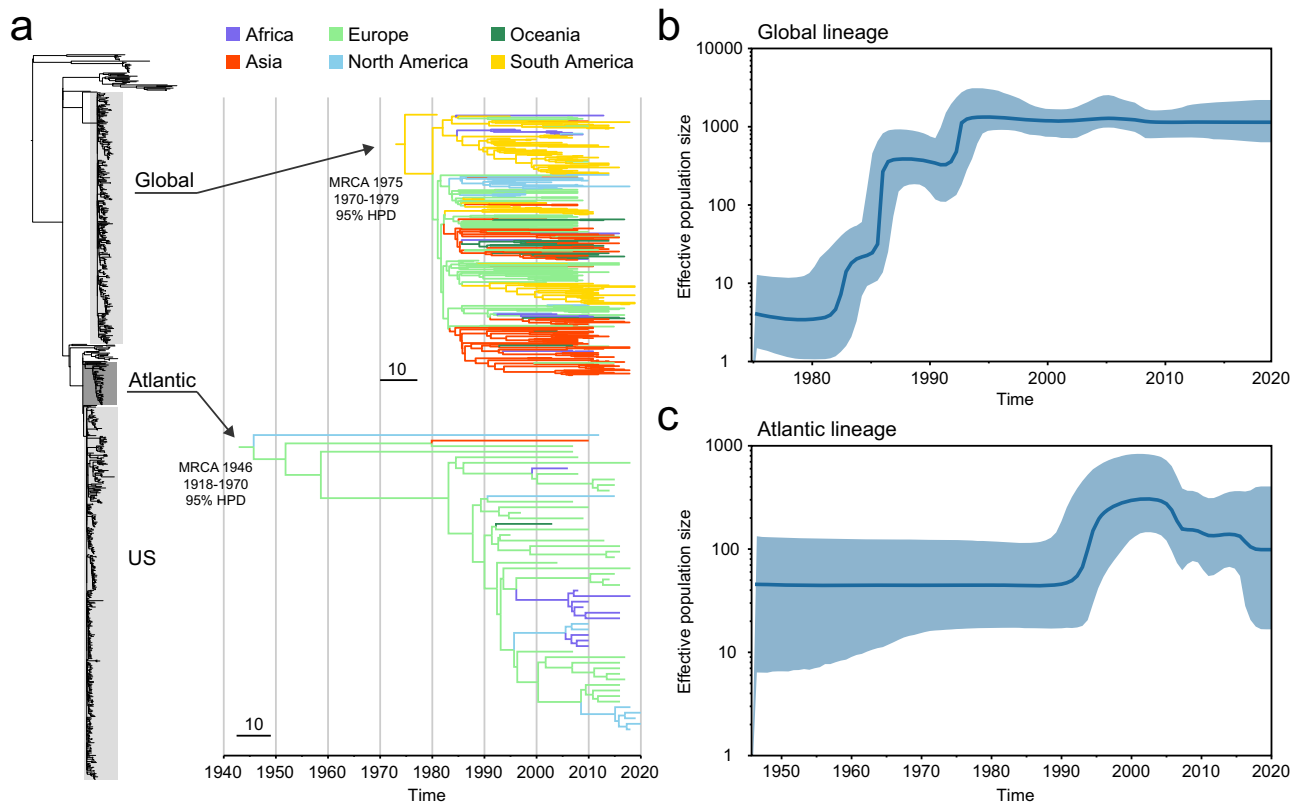 a
Africa
Europe
Oceania
Asia
North America
South America
Global
MRCA 1975
1970-1979
95% HPD
10
Atlantic
MRCA 1946
1918-1970
95% HPD
US
10
1940 1950 1960 1970 1980 1990 2000 2010 2020
Time
b
Global lineage
Effective population size
10000
1000
100
10
1
1980 1990 2000 2010 2020
Time
c
Atlantic lineage
Effective population size
1000
100
10
1
1950 1960 1970 1980 1990 2000 2010 2020
Time